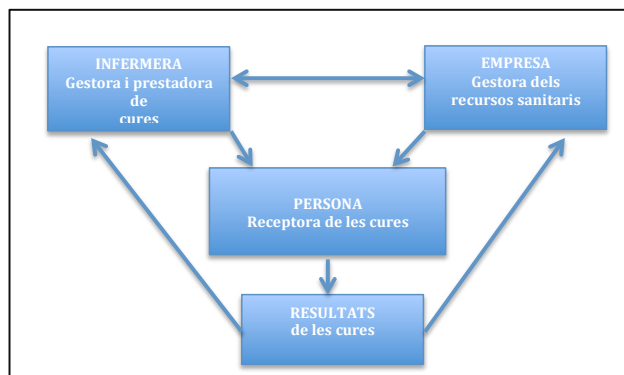 INFERMERA
Gestora i prestadora
de
cures
EMPRESA
Gestora dels
recursos sanitaris
PERSONA
Receptora de les cures
RESULTATS
de les cures